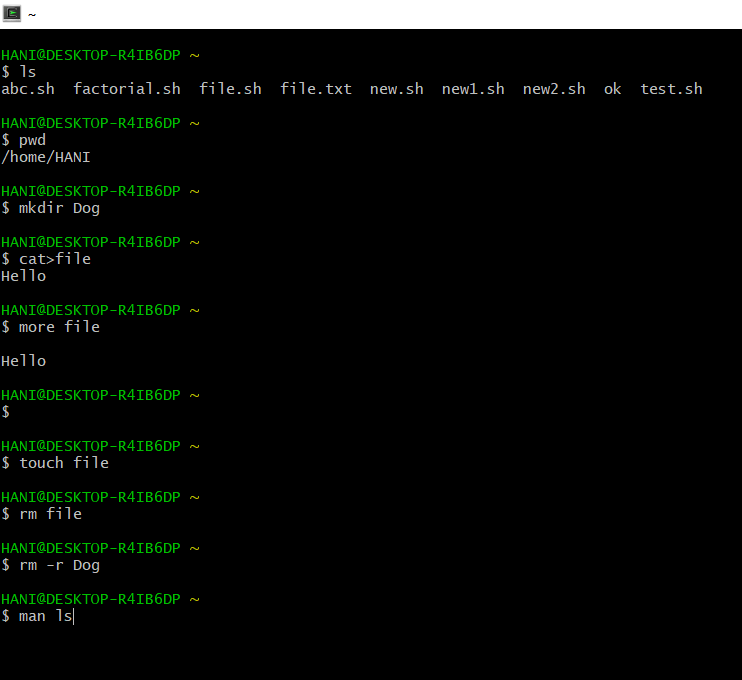 ~
HANI@DESKTOP-R4IB6DP ~
$ ls
abc.sh  factorial.sh  file.sh  file.txt  new.sh  new1.sh  new2.sh  ok  test.sh
HANI@DESKTOP-R4IB6DP ~
$ pwd
/home/HANI
HANI@DESKTOP-R4IB6DP ~
$ mkdir Dog
HANI@DESKTOP-R4IB6DP ~
$ cat>file
Hello
HANI@DESKTOP-R4IB6DP ~
$ more file
Hello
HANI@DESKTOP-R4IB6DP ~
$
HANI@DESKTOP-R4IB6DP ~
$ touch file
HANI@DESKTOP-R4IB6DP ~
$ rm file
HANI@DESKTOP-R4IB6DP ~
$ rm -r Dog
HANI@DESKTOP-R4IB6DP ~
$ man ls